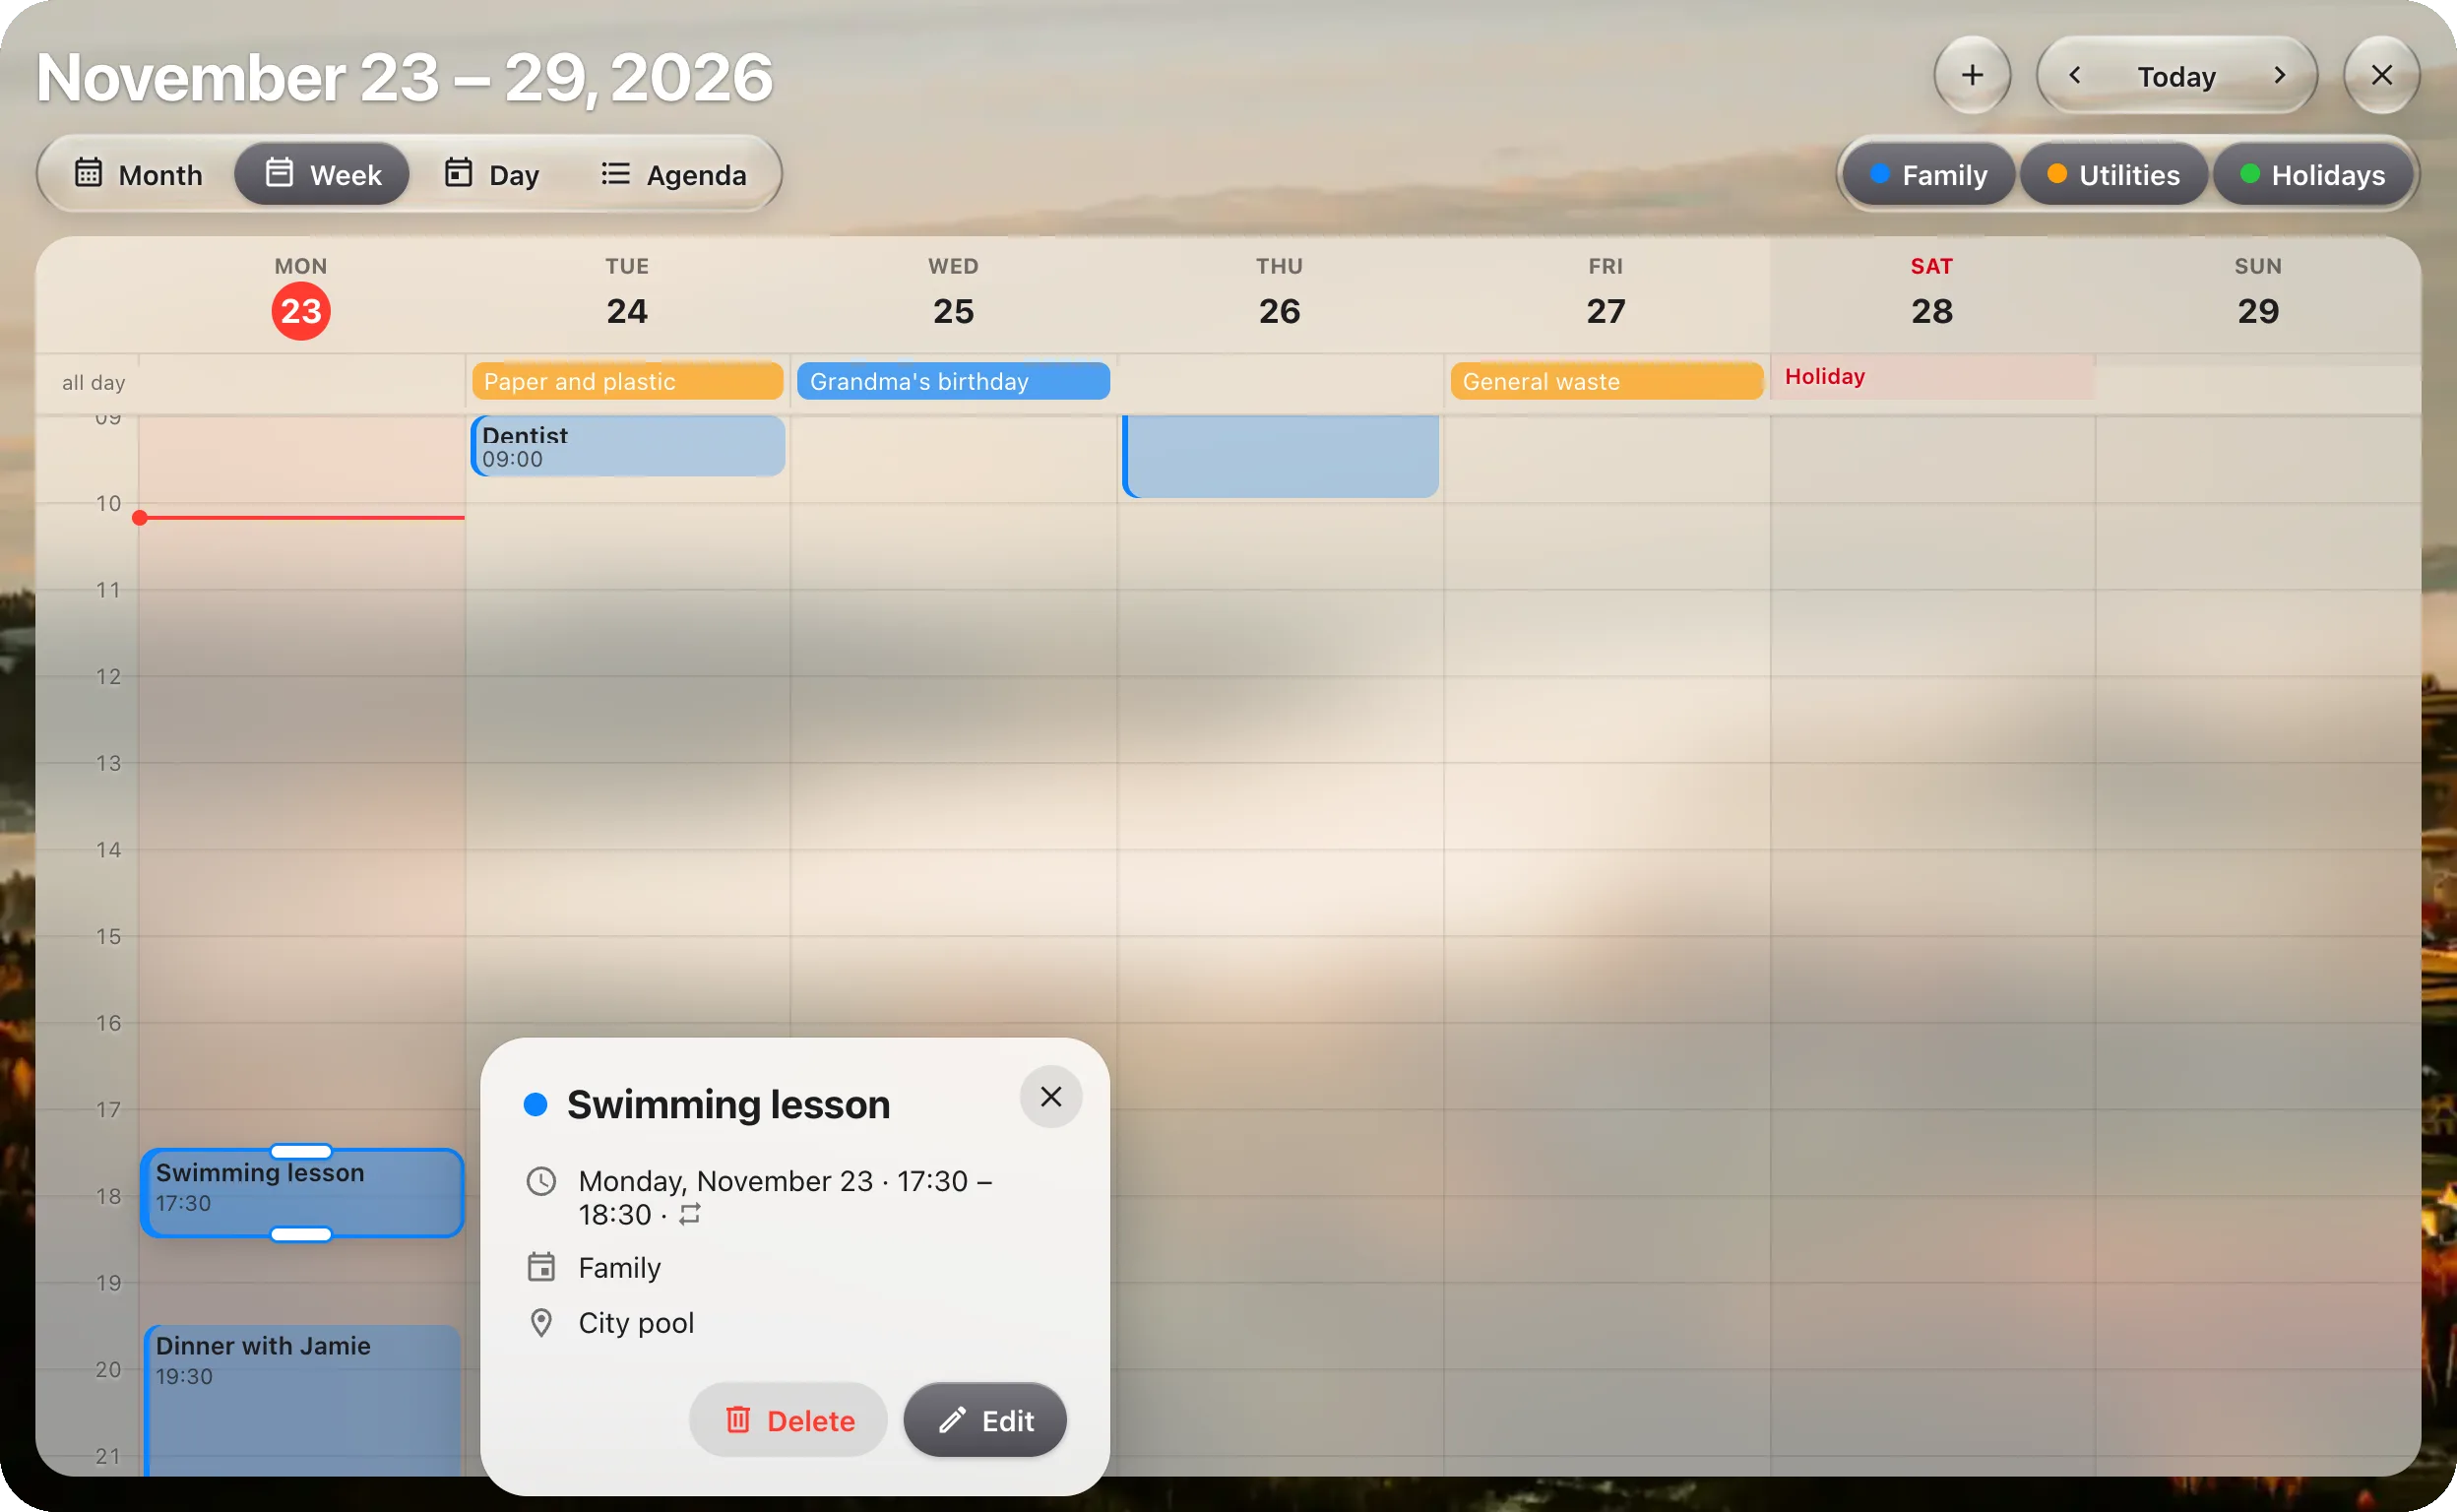 November 23 – 29, 2026
Today
Month
Week
Day
Agenda
Family
Utilities
Holidays
MON
TUE
WED
THU
FRI
SAT
SUN
23
24
25
26
27
28
29
all day
Paper and plastic
Grandma's birthday
General waste
Holiday
09
Dentist
09:00
10
11
12
13
14
15
16
17
18
19
20
21
Swimming lesson
17:30
Dinner with Jamie
19:30
Swimming lesson
Monday, November 23 · 17:30 –
18:30 ·
Family
City pool
Delete
Edit